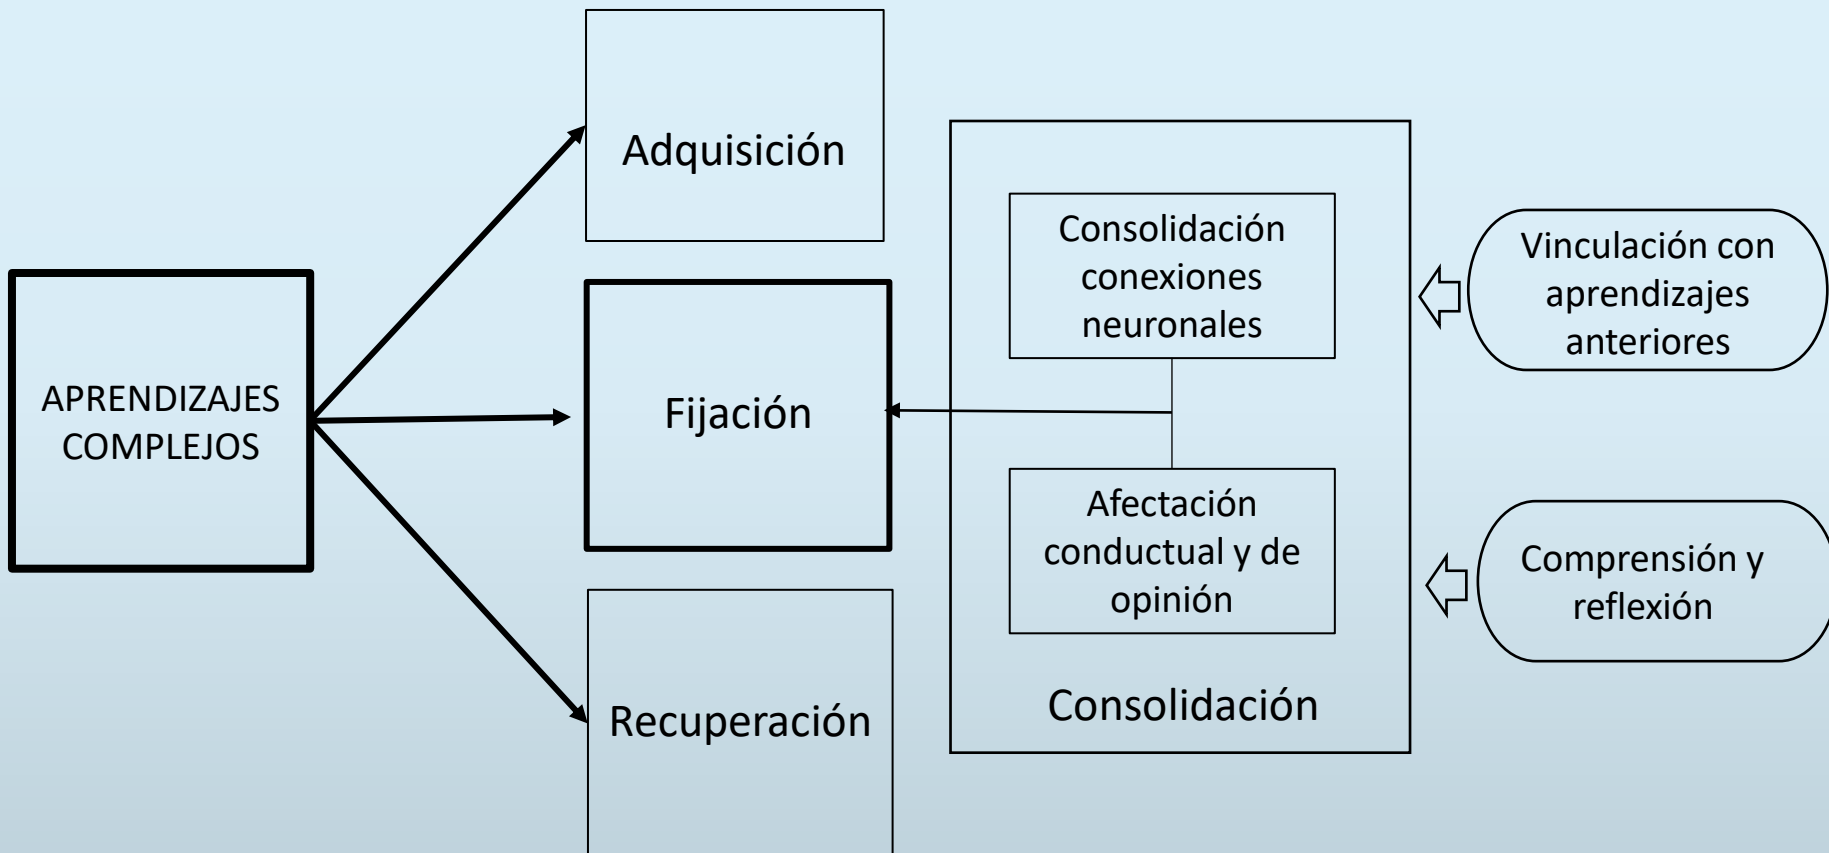 APRENDIZAJES
COMPLEJOS
Adquisición
Fijación
Recuperación
Consolidación
conexiones
neuronales
Afectación
conductual y de
opinión
Consolidación
Vinculación con
aprendizajes
anteriores
Comprensión y
reflexión